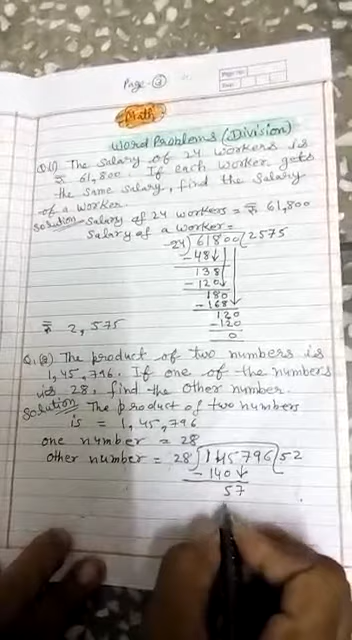 Page-③
Page No.
Date
Math
Word Problems (Division)
Q.(1) The salary of 24 workers is
₹ 61,800. If each worker gets
the same salary, find the salary
of a worker.
Solution - Salary of 24 workers = ₹ 61,800
Salary of a worker =
24) 61800 (2575
- 48↓
138
- 120↓
180
- 168↓
120
- 120
0
₹ 2,575
Q.(2) The product of two numbers is
1,45,796. If one of the numbers
is 28, find the other number.
Solution The product of two numbers
is = 1,45,796
one number = 28
other number = 28) 145796 (52
- 140↓
57